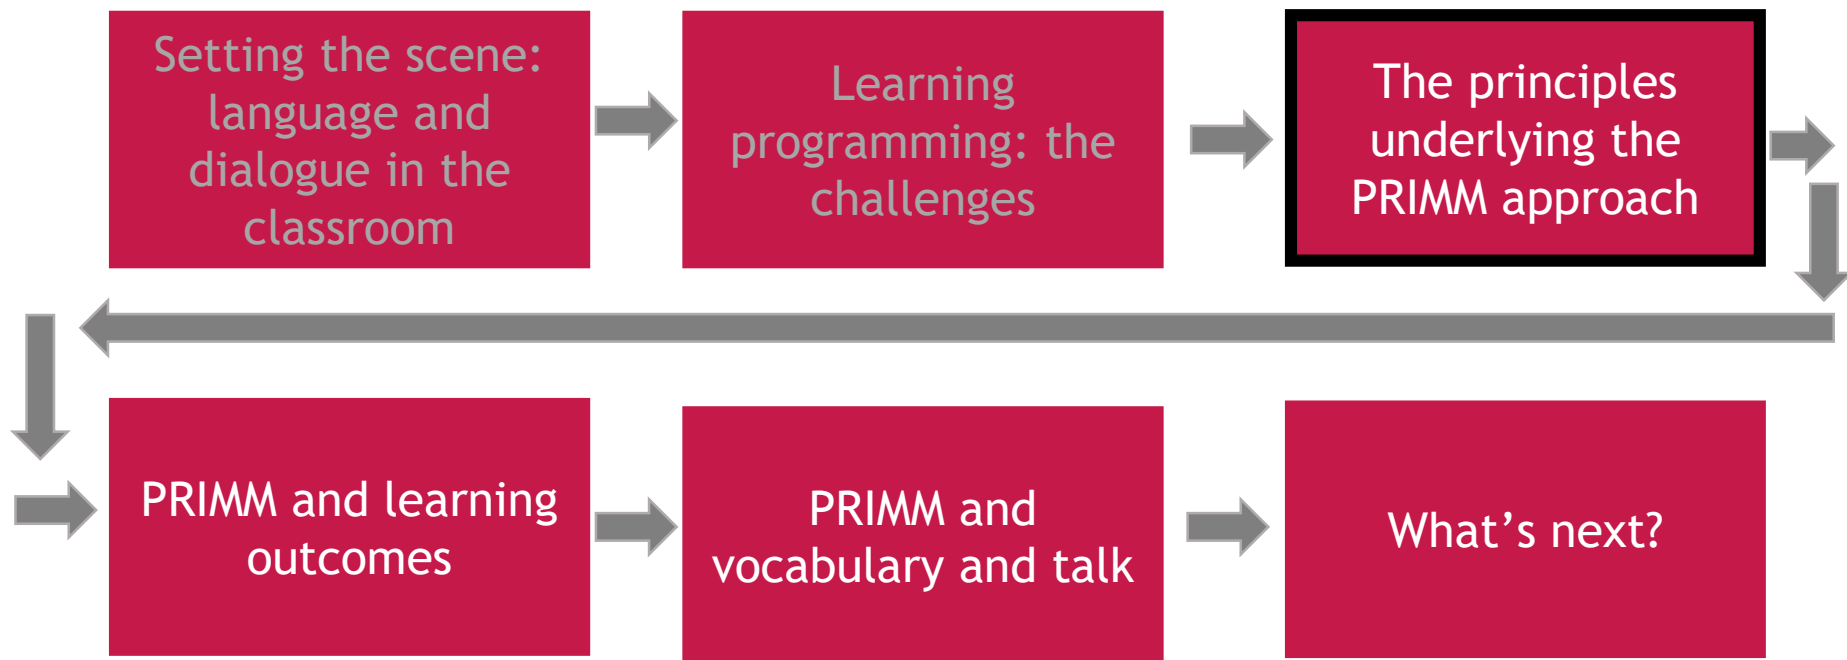 Setting the scene:
language and
dialogue in the
classroom
Learning
programming: the
challenges
The principles
underlying the
PRIMM approach
PRIMM and learning
outcomes
PRIMM and
vocabulary and talk
What’s next?